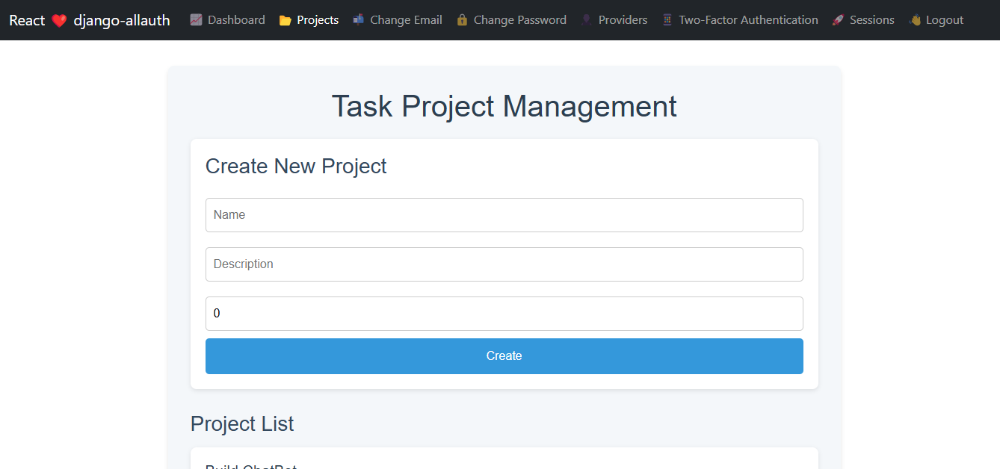 React ❤️ django-allauth 📈 Dashboard 📂 Projects 📬 Change Email 🔒 Change Password 👤 Providers 🧬 Two-Factor Authentication 🚀 Sessions 👋 Logout
Task Project Management
Create New Project
Name
Description
0
Create
Project List
Build ChatBot